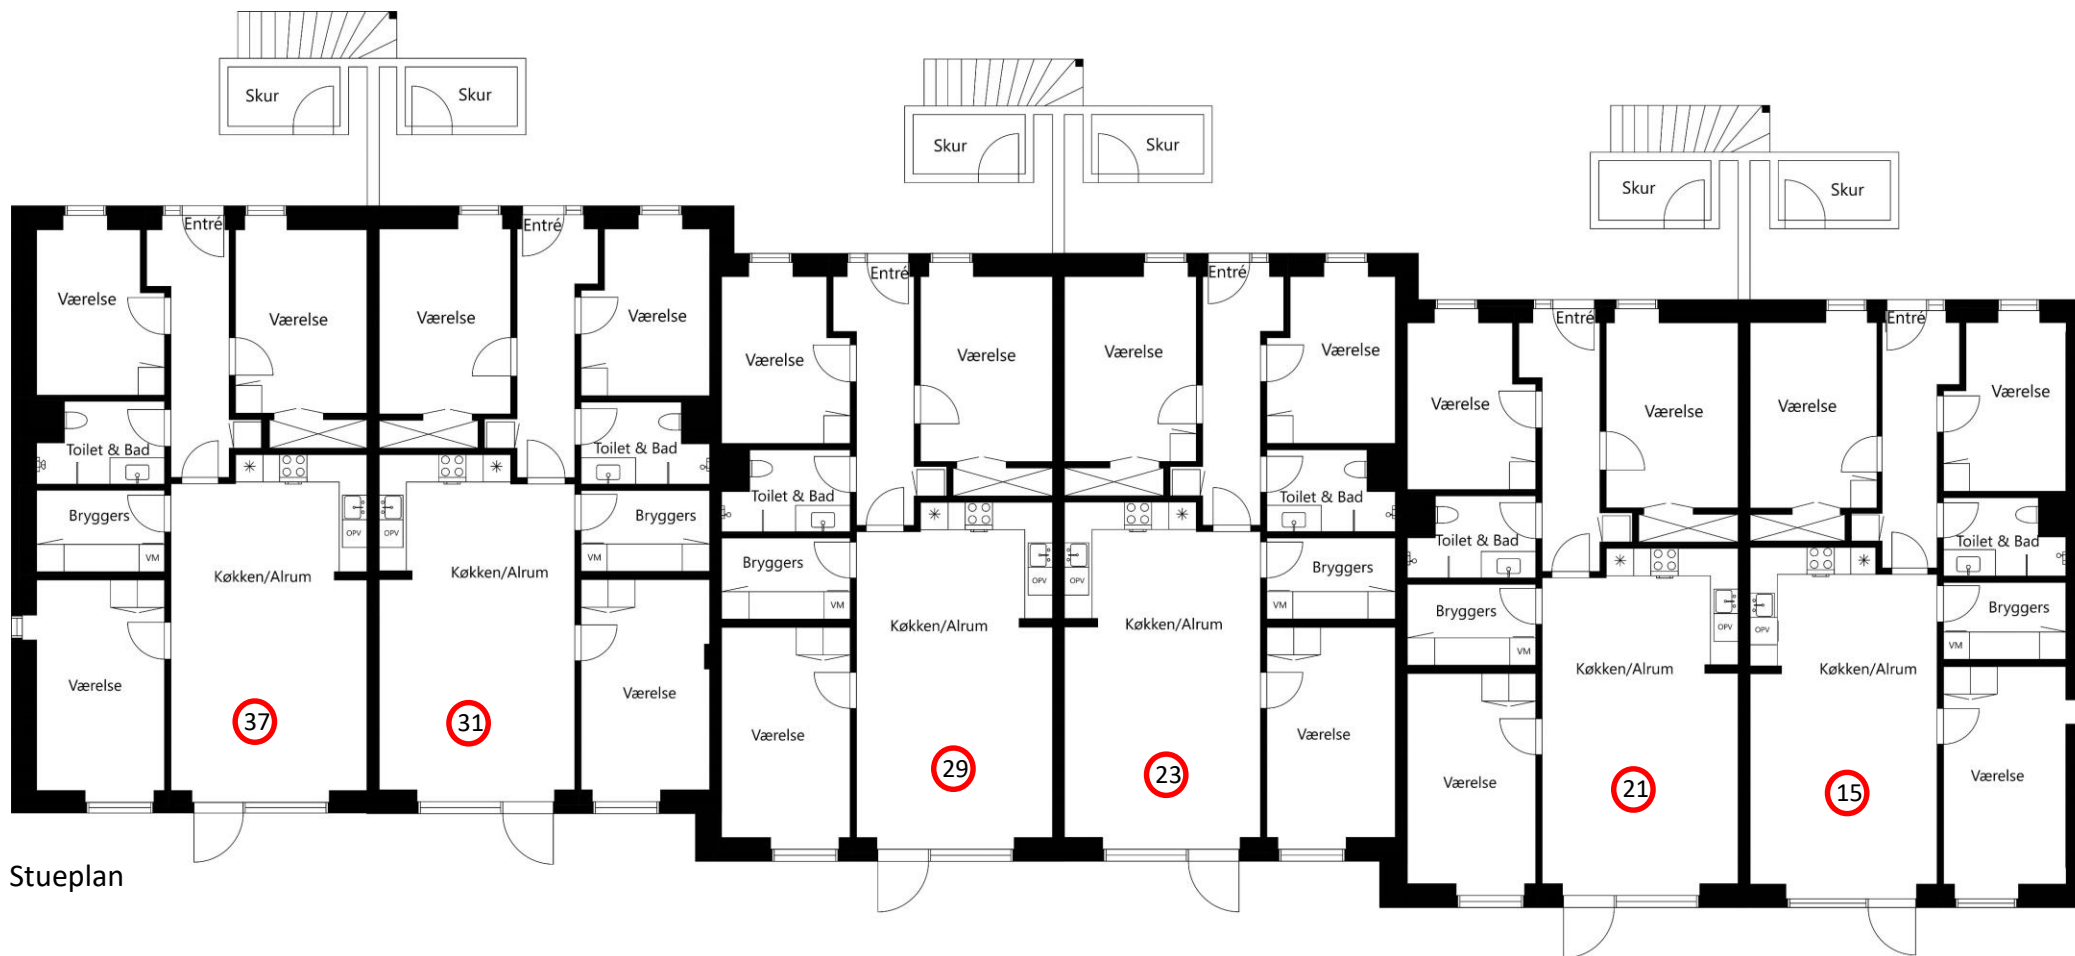 Skur
Skur
Skur
Skur
Skur
Skur
Entré
Entré
Entré
Entré
Entré
Entré
Værelse
Værelse
Værelse
Værelse
Værelse
Værelse
Værelse
Værelse
Værelse
Værelse
Værelse
Værelse
Toilet & Bad
Toilet & Bad
Toilet & Bad
Toilet & Bad
Toilet & Bad
Toilet & Bad
Bryggers
Bryggers
Bryggers
Bryggers
Bryggers
Bryggers
OPV
OPV
OPV
OPV
OPV
OPV
VM
VM
VM
VM
VM
VM
Køkken/Alrum
Køkken/Alrum
Køkken/Alrum
Køkken/Alrum
Køkken/Alrum
Køkken/Alrum
Værelse
Værelse
Værelse
Værelse
Værelse
Værelse
37
31
29
23
21
15
Stueplan